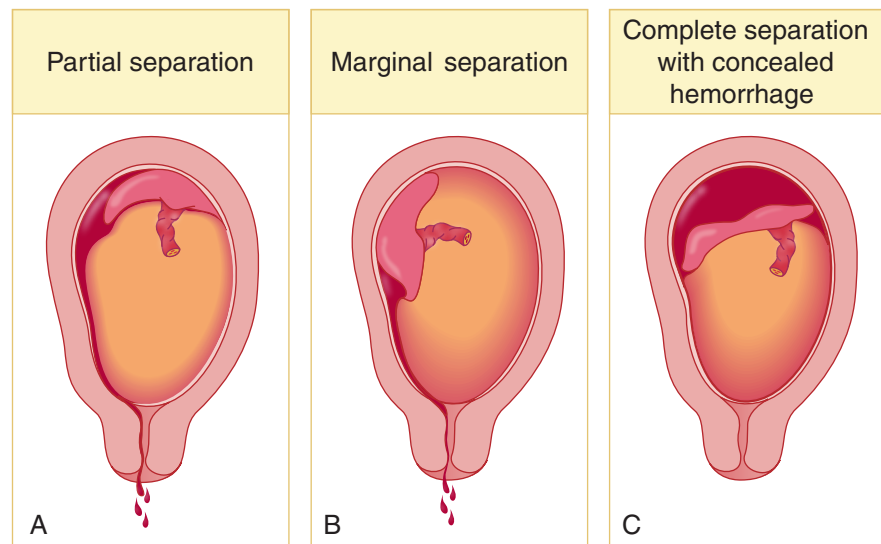 Partial separation
Marginal separation
Complete separation
with concealed
hemorrhage
A
B
C